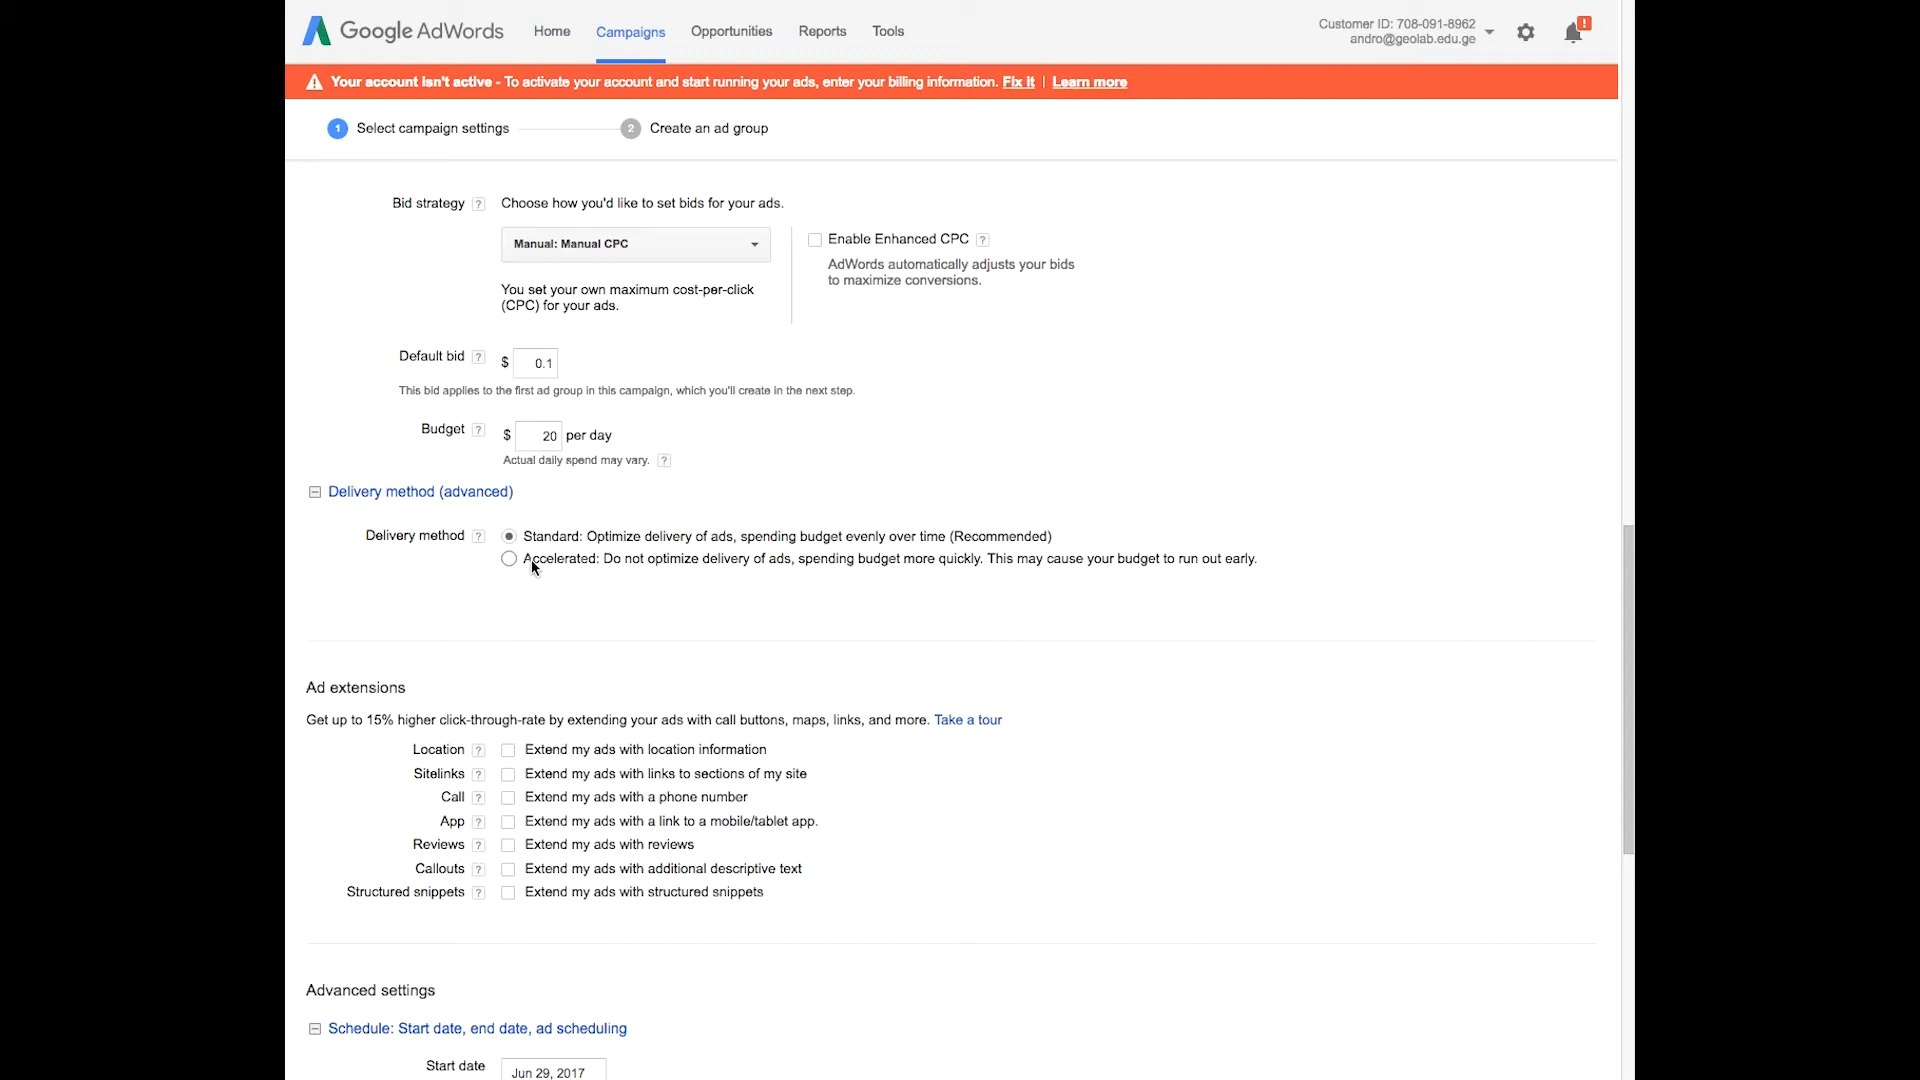 Google AdWords Home Campaigns Opportunities Reports Tools
Customer ID: 708-091-8962
andro@geolab.edu.ge
!
Your account isn't active - To activate your account and start running your ads, enter your billing information. Fix it | Learn more
1 Select campaign settings 2 Create an ad group
Bid strategy ? Choose how you'd like to set bids for your ads.
Manual: Manual CPC
Enable Enhanced CPC ?
AdWords automatically adjusts your bids
to maximize conversions.
You set your own maximum cost-per-click
(CPC) for your ads.
Default bid ? $ 0.1
This bid applies to the first ad group in this campaign, which you'll create in the next step.
Budget ? $ 20 per day
Actual daily spend may vary. ?
Delivery method (advanced)
Delivery method ? Standard: Optimize delivery of ads, spending budget evenly over time (Recommended)
Accelerated: Do not optimize delivery of ads, spending budget more quickly. This may cause your budget to run out early.
Ad extensions
Get up to 15% higher click-through-rate by extending your ads with call buttons, maps, links, and more. Take a tour
Location ? Extend my ads with location information
Sitelinks ? Extend my ads with links to sections of my site
Call ? Extend my ads with a phone number
App ? Extend my ads with a link to a mobile/tablet app.
Reviews ? Extend my ads with reviews
Callouts ? Extend my ads with additional descriptive text
Structured snippets ? Extend my ads with structured snippets
Advanced settings
Schedule: Start date, end date, ad scheduling
Start date Jun 29, 2017